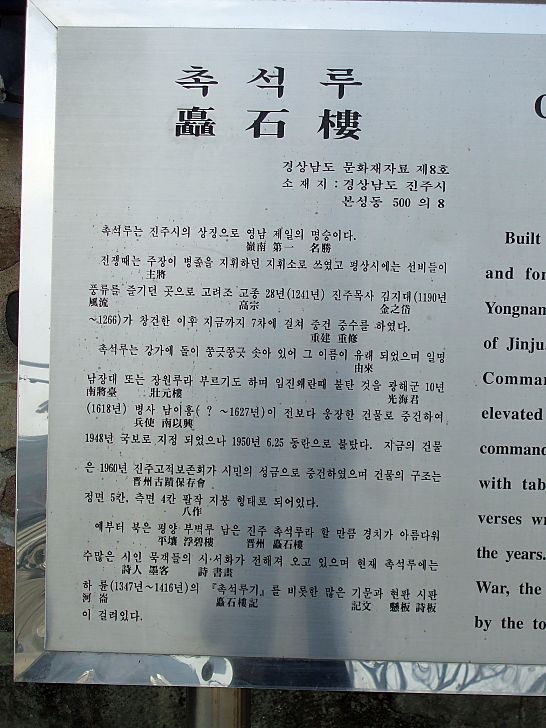 촉석루
矗石樓
경상남도 문화재자료 제8호
소재지 : 경상남도 진주시
본성동 500 의 8
촉석루는 진주시의 상징으로 영남 제일의 명승이다.
嶺南 第一 名勝
전쟁때는 주장이 병졸을 지휘하던 지휘소로 쓰였고 평상시에는 선비들이
主將
풍류를 즐기던 곳으로 고려조 고종 28년(1241년) 진주목사 김지대(1190년
風流 高宗 金之岱
~1266)가 창건한 이후 지금까지 7차에 걸쳐 중건 중수를 하였다.
重建 重修
촉석루는 강가에 돌이 쭝긋쭝긋 솟아 있어 그 이름이 유래 되었으며 일명
由來
남장대 또는 장원루라 부르기도 하며 임진왜란때 불탄 것을 광해군 10년
南將臺 壯元樓 光海君
(1618년) 병사 남이흥( ? ~1627년)이 전보다 웅장한 건물로 중건하여
兵使 南以興
1948년 국보로 지정 되었으나 1950년 6.25 동란으로 불탔다. 지금의 건물
은 1960년 진주고적보존회가 시민의 성금으로 중건하였으며 건물의 구조는
晋州古蹟保存會
정면 5칸, 측면 4칸 팔작 지붕 형태로 되어있다.
八作
예부터 북은 평양 부벽루 남은 진주 촉석루라 할 만큼 경치가 아름다워
平壤 浮碧樓 晋州 矗石樓
수많은 시인 묵객들의 시·서화가 전해져 오고 있으며 현재 촉석루에는
詩人 墨客 詩 書畫
하 륜(1347년~1416년)의 『촉석루기』를 비롯한 많은 기문과 현판 시판
河 崙 矗石樓記 記文 懸板 詩板
이 걸려있다.
Built
and for
Yongnan
of Jinju
Comman
elevated
command
with tab
verses wr
the years.
War, the
by the to